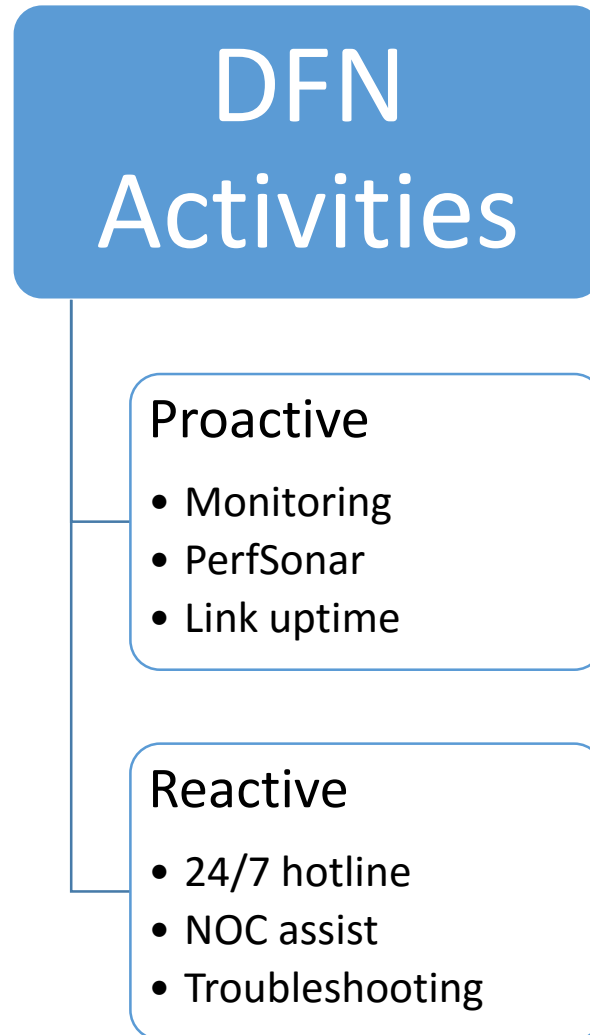 DFN
Activities
Proactive
• Monitoring
• PerfSonar
• Link uptime
Reactive
• 24/7 hotline
• NOC assist
• Troubleshooting